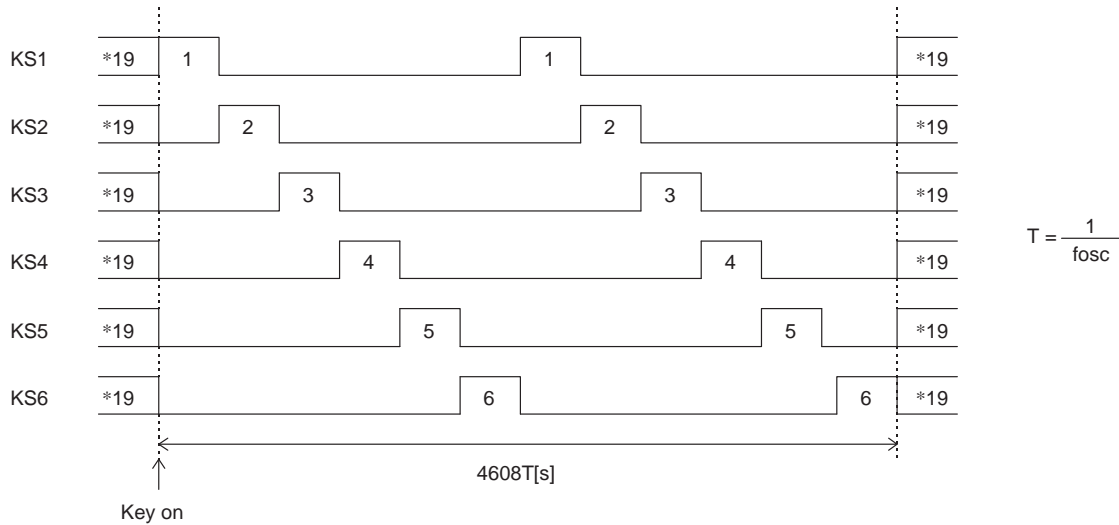 KS1 *19 1 1 *19
KS2 *19 2 2 *19
KS3 *19 3 3 *19
KS4 *19 4 4 *19
KS5 *19 5 5 *19
KS6 *19 6 6 *19
T = 1
fosc
4608T[s]
Key on